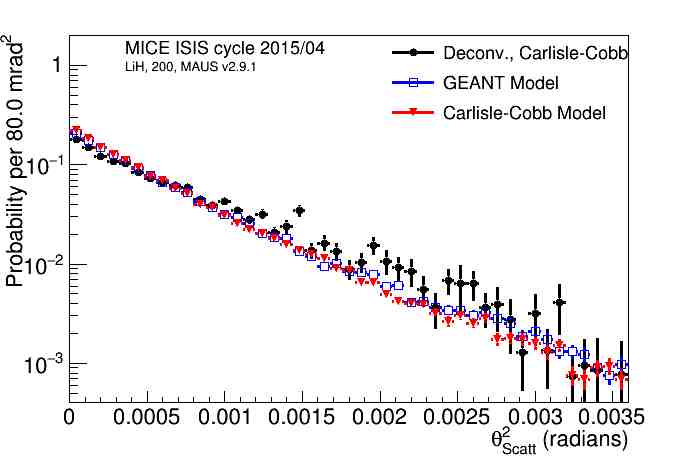 MICE ISIS cycle 2015/04
LiH, 200, MAUS v2.9.1
Deconv., Carlisle-Cobb
GEANT Model
Carlisle-Cobb Model
Probability per 80.0 mrad²
1
10⁻¹
10⁻²
10⁻³
0 0.0005 0.001 0.0015 0.002 0.0025 0.003 0.0035
θ²Scatt (radians)